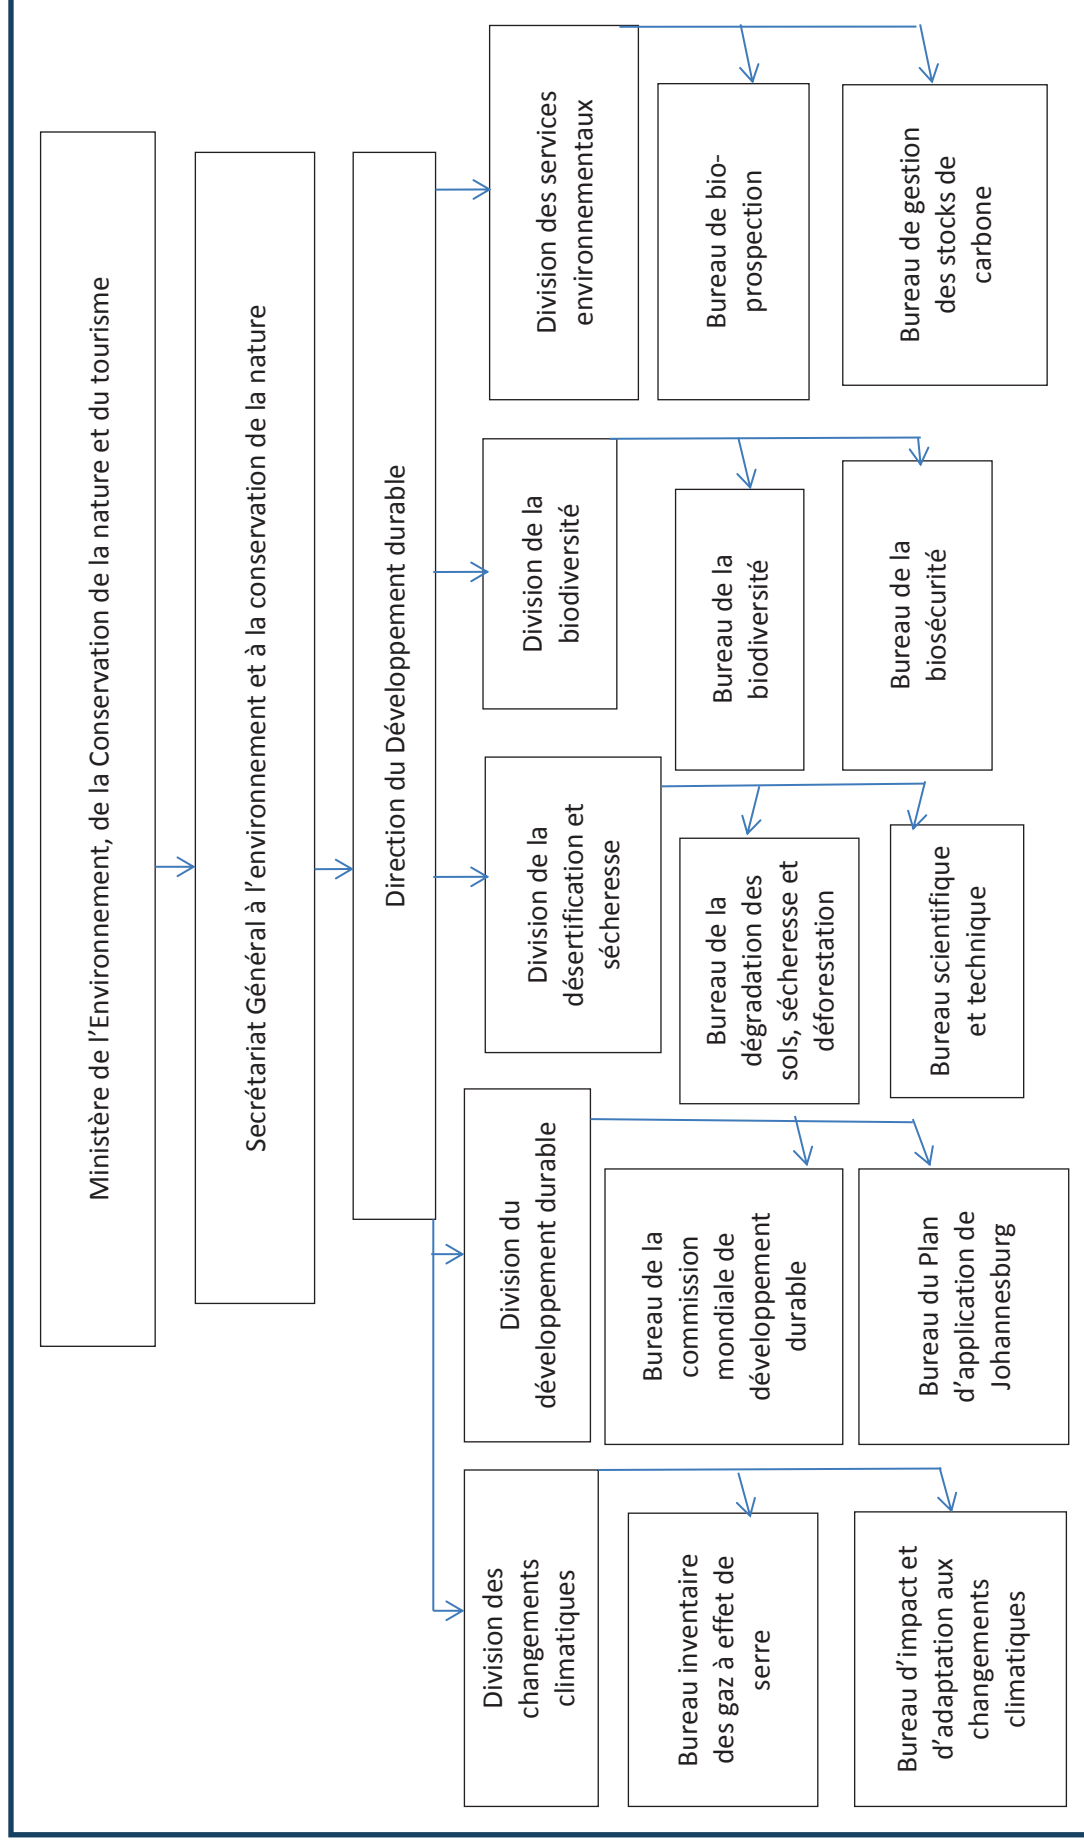 Ministère de l'Environnement, de la Conservation de la nature et du tourisme
Secrétariat Général à l'environnement et à la conservation de la nature
Direction du Développement durable
Division des
changements
climatiques
Bureau inventaire
des gaz à effet de
serre
Bureau d'impact et
d'adaptation aux
changements
climatiques
Division du
développement durable
Bureau de la
commission
mondiale de
développement
durable
Bureau du Plan
d'application de
Johannesburg
Division de la
désertification et
sécheresse
Bureau de la
dégradation des
sols, sécheresse et
déforestation
Bureau scientifique
et technique
Division de la
biodiversité
Bureau de la
biodiversité
Bureau de la
biosécurité
Division des services
environnementaux
Bureau de bio-
prospection
Bureau de gestion
des stocks de
carbone